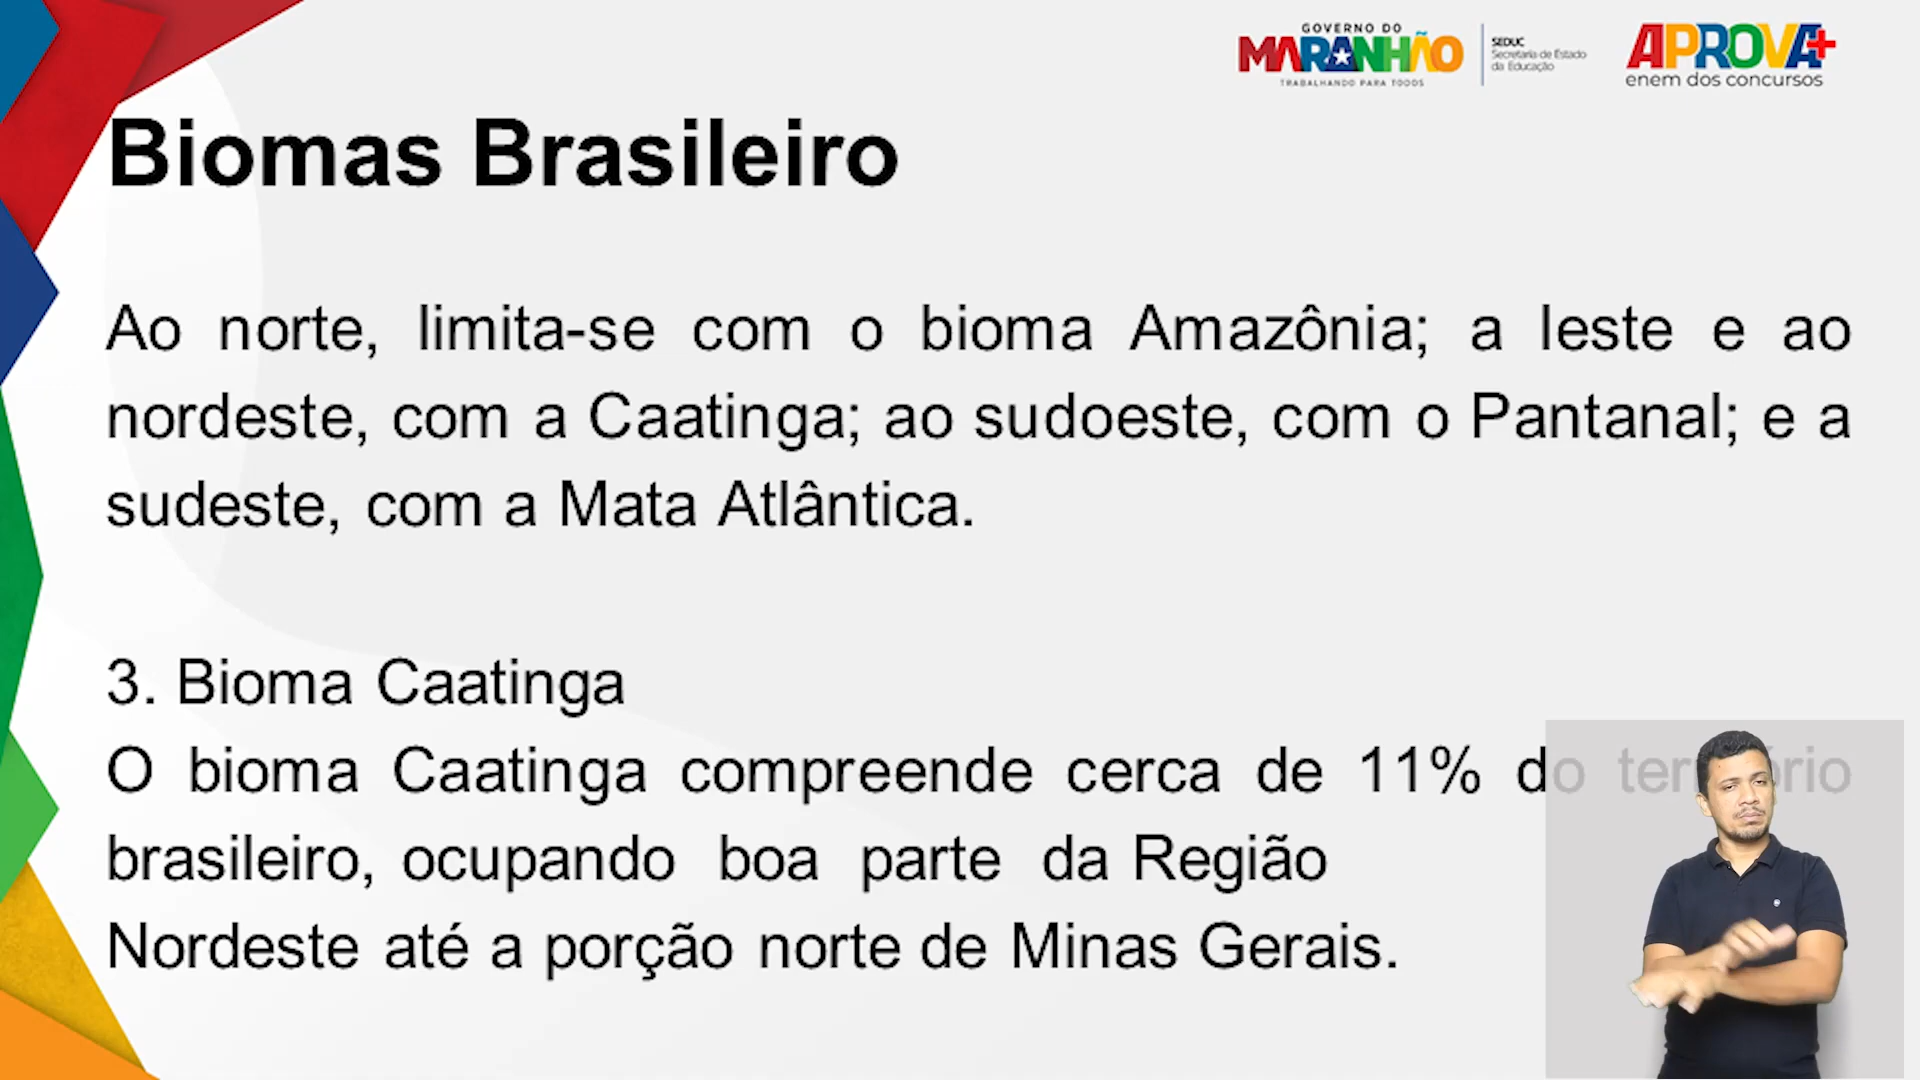 GOVERNO DO
MARANHÃO
TRABALHANDO PARA TODOS
SEDUC
Secretaria de Estado
da Educação
APROVA+
enem dos concursos
Biomas Brasileiro
Ao norte, limita-se com o bioma Amazônia; a leste e ao
nordeste, com a Caatinga; ao sudoeste, com o Pantanal; e a
sudeste, com a Mata Atlântica.
3. Bioma Caatinga
O bioma Caatinga compreende cerca de 11% do território
brasileiro, ocupando boa parte da Região
Nordeste até a porção norte de Minas Gerais.